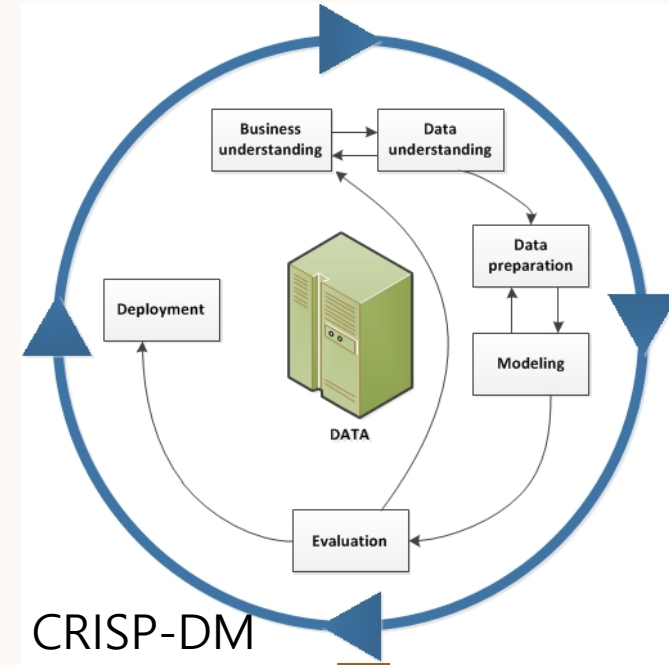 Business
understanding
Data
understanding
Data
preparation
Deployment
Modeling
DATA
Evaluation
CRISP-DM